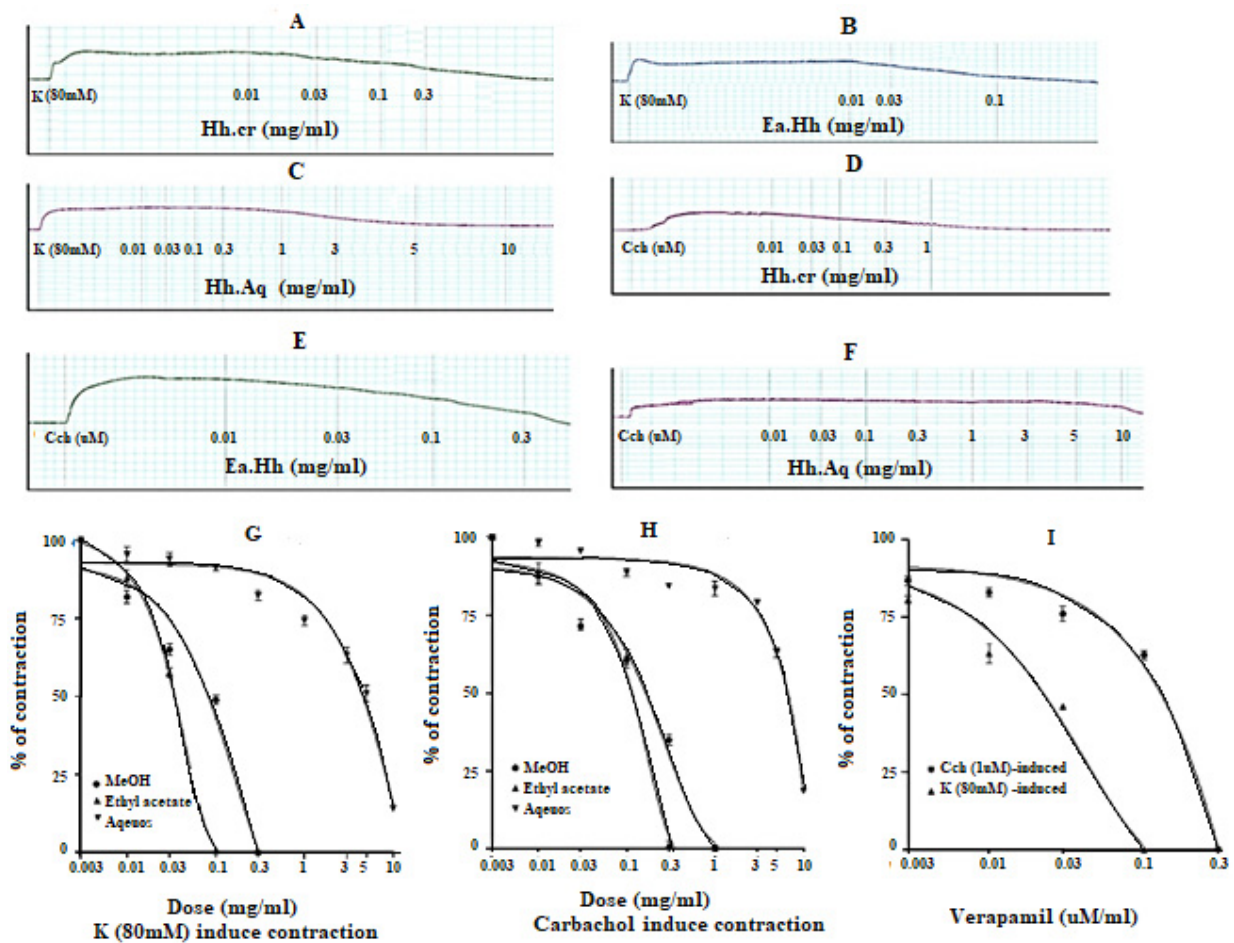 A
K (80mM) 0.01 0.03 0.1 0.3
Hh.cr (mg/ml)
B
K (80mM) 0.01 0.03 0.1
Ea.Hh (mg/ml)
C
K (80mM) 0.01 0.03 0.1 0.3 1 3 5 10
Hh.Aq (mg/ml)
D
Cch (uM) 0.01 0.03 0.1 0.3 1
Hh.cr (mg/ml)
E
Cch (uM) 0.01 0.03 0.1 0.3
Ea.Hh (mg/ml)
F
Cch (uM) 0.01 0.03 0.1 0.3 1 3 5 10
Hh.Aq (mg/ml)
G
% of contraction
100
75
50
25
0
MeOH
Ethyl acetate
Aqeuos
0.003 0.01 0.03 0.1 0.3 1 3 5 10
Dose (mg/ml)
K (80mM) induce contraction
H
% of contraction
100
75
50
25
0
MeOH
Ethyl acetate
Aqeuos
0.003 0.01 0.03 0.1 0.3 1 3 5 10
Dose (mg/ml)
Carbachol induce contraction
I
% of contraction
100
75
50
25
0
Cch (1uM)-induced
K (80mM) -induced
0.003 0.01 0.03 0.1 0.3
Verapamil (uM/ml)